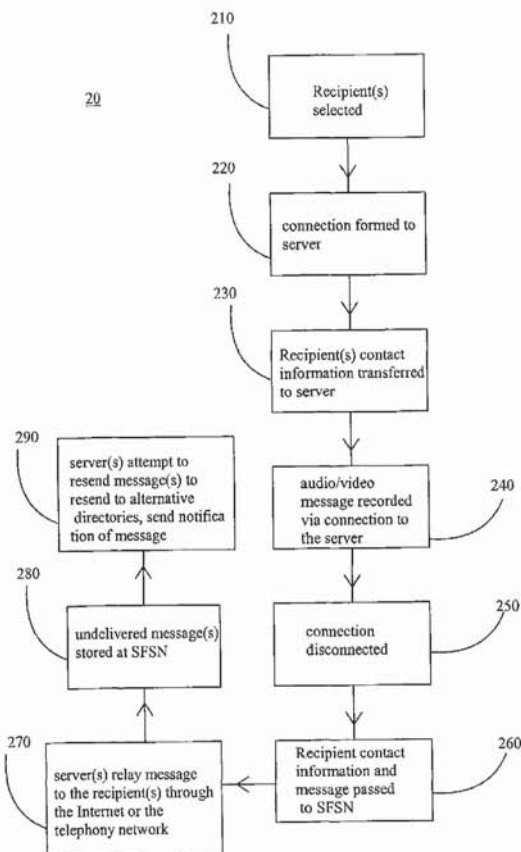 210
20
Recipient(s)
selected
220
connection formed to
server
230
Recipient(s) contact
information transferred
to server
240
audio/video
message recorded
via connection to
the server
250
connection
disconnected
260
Recipient contact
information and
message passed
to SFSN
270
server(s) relay message
to the recipient(s) through
the Internet or the
telephony network
280
undelivered message(s)
stored at SFSN
290
server(s) attempt to
resend message(s) to
resend to alternative
directories, send notifica
tion of message